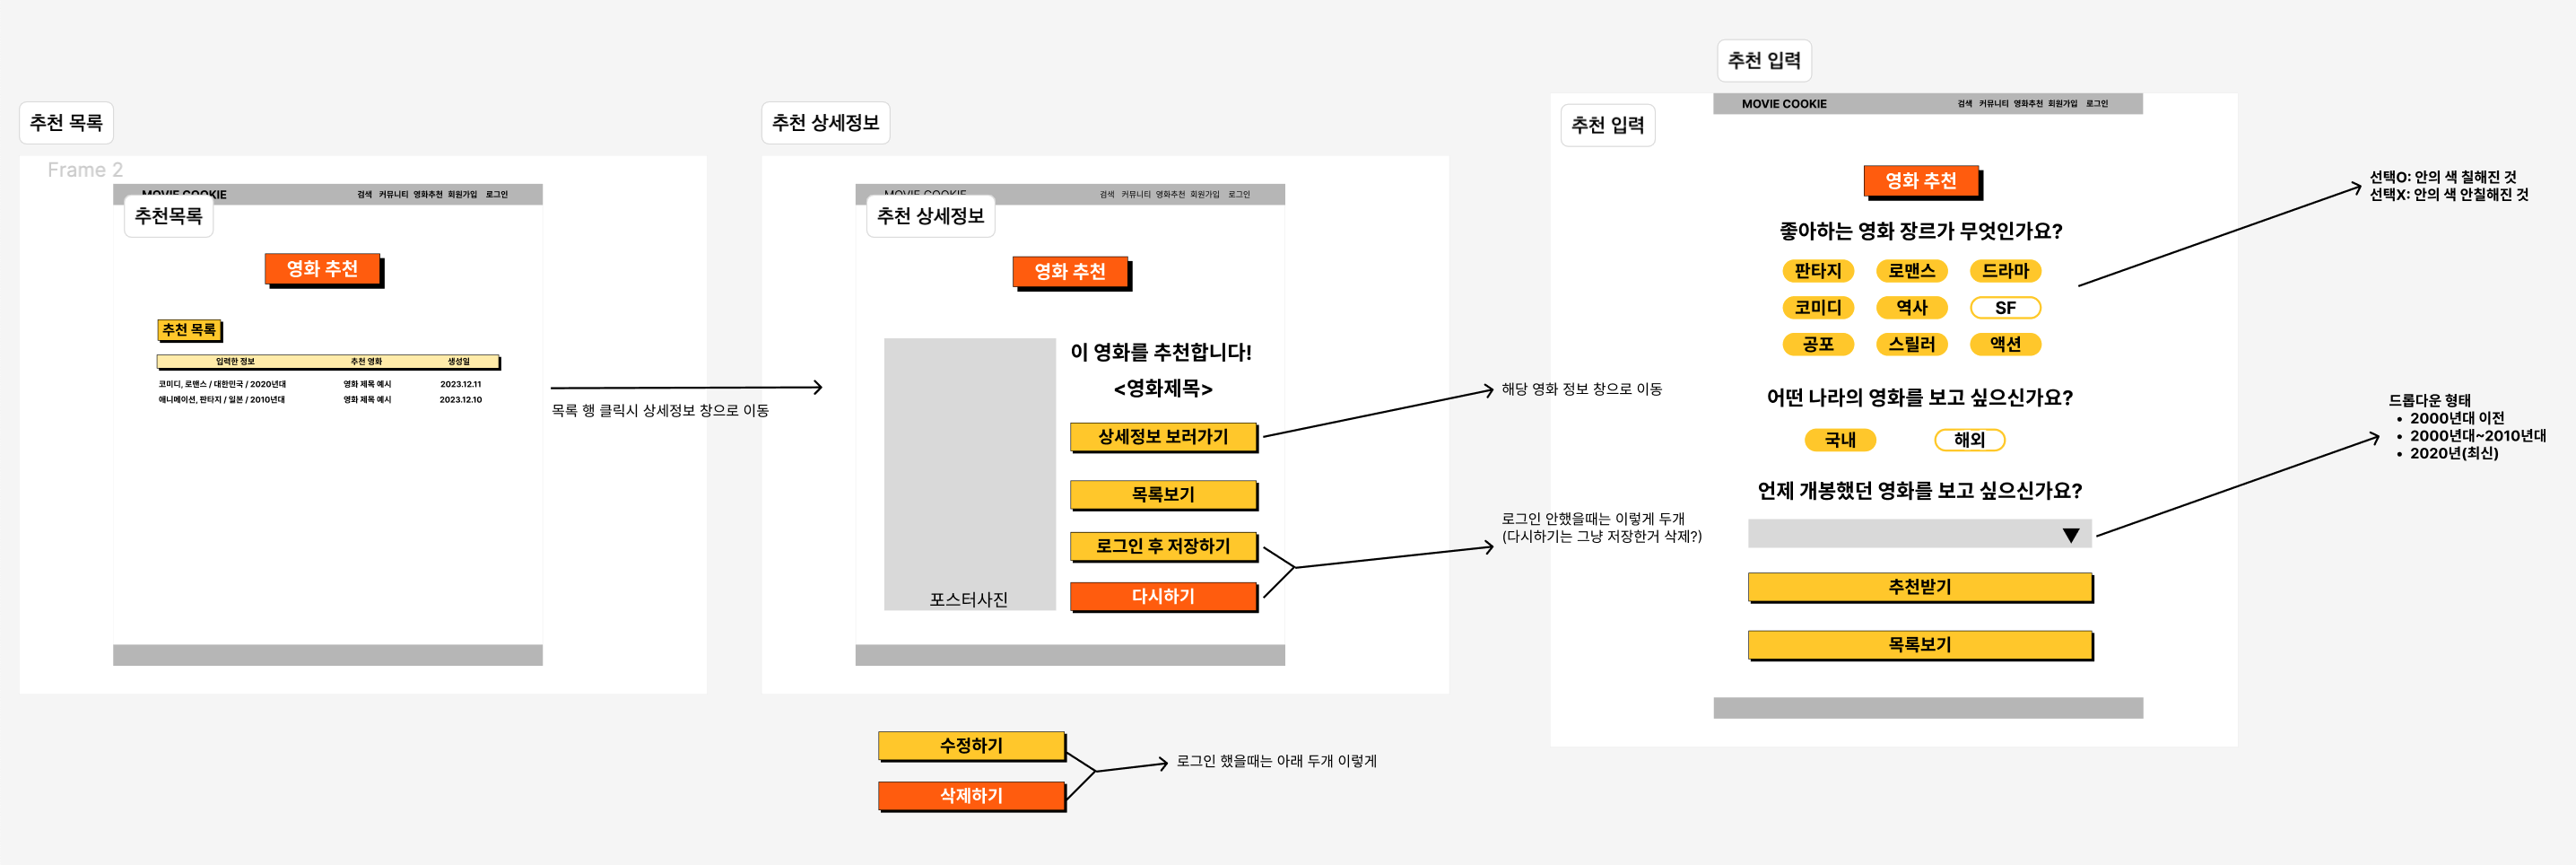 추천 목록
Frame 2
MOVIE COOKIE
검색 커뮤니티 영화추천 회원가입 로그인
추천목록
영화 추천
추천 목록
입력한 정보 추천 영화 생성일
코미디, 로맨스 / 대한민국 / 2020년대 영화 제목 예시 2023.12.11
애니메이션, 판타지 / 일본 / 2010년대 영화 제목 예시 2023.12.10
목록 행 클릭시 상세정보 창으로 이동
추천 상세정보
MOVIE COOKIE
검색 커뮤니티 영화추천 회원가입 로그인
추천 상세정보
영화 추천
포스터사진
이 영화를 추천합니다!
<영화제목>
상세정보 보러가기
목록보기
로그인 후 저장하기
다시하기
해당 영화 정보 창으로 이동
로그인 안했을때는 이렇게 두개
(다시하기는 그냥 저장한거 삭제?)
수정하기
삭제하기
로그인 했을때는 아래 두개 이렇게
추천 입력
추천 입력
MOVIE COOKIE
검색 커뮤니티 영화추천 회원가입 로그인
영화 추천
좋아하는 영화 장르가 무엇인가요?
판타지 로맨스 드라마
코미디 역사 SF
공포 스릴러 액션
어떤 나라의 영화를 보고 싶으신가요?
국내 해외
언제 개봉했던 영화를 보고 싶으신가요?
추천받기
목록보기
선택O: 안의 색 칠해진 것
선택X: 안의 색 안칠해진 것
드롭다운 형태
• 2000년대 이전
• 2000년대~2010년대
• 2020년(최신)